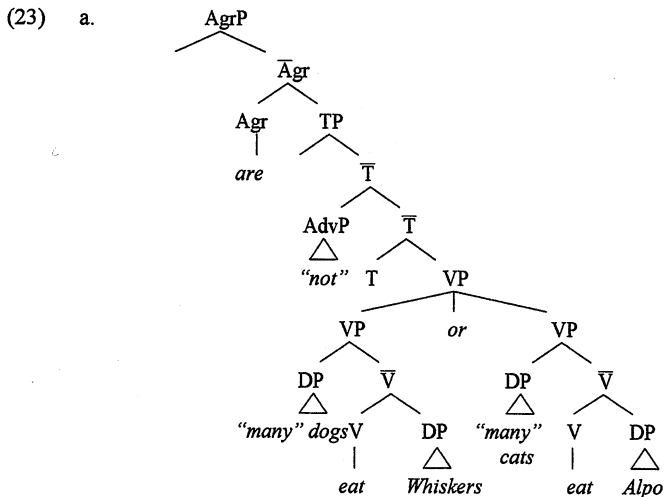 (23) a. AgrP
A̅gr
Agr TP
are
T̅
AdvP T̅
"not" T VP
VP or VP
DP V̅ DP V̅
"many" dogs V DP "many" cats V DP
eat Whiskers eat Alpo